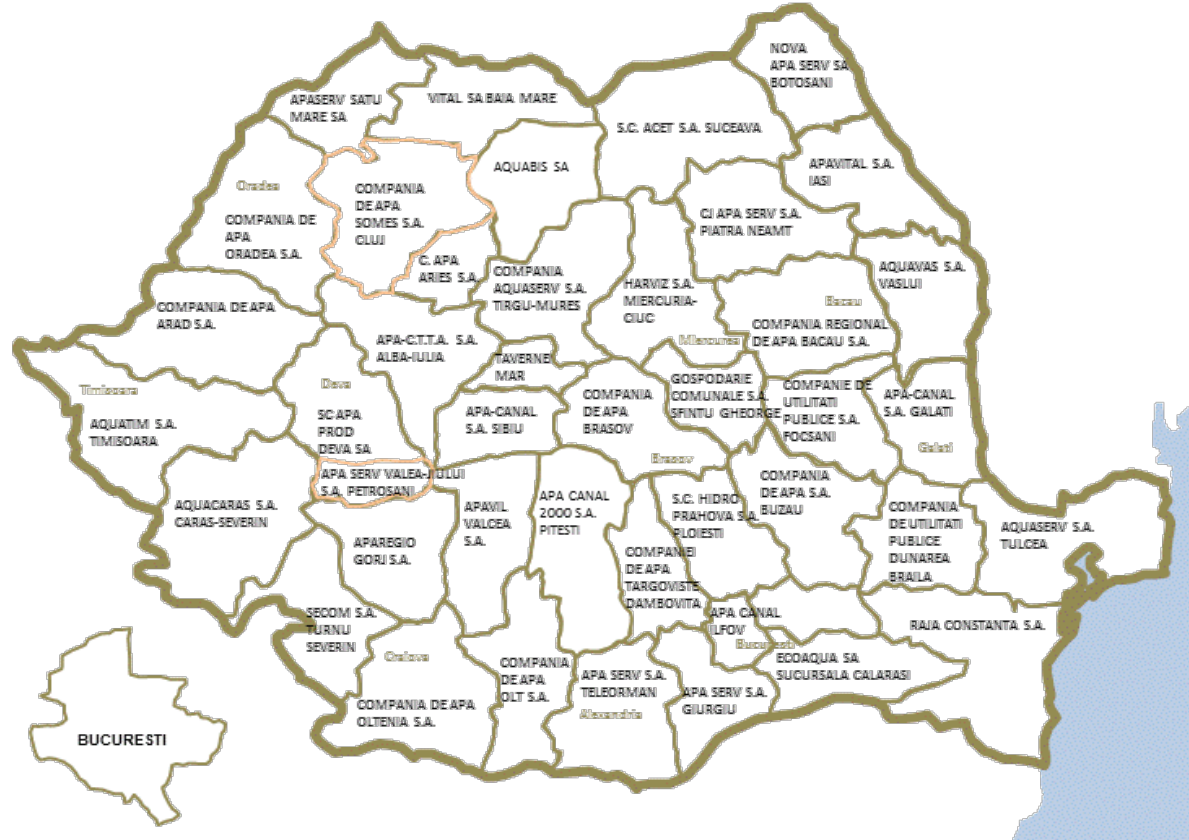 NOVA
APA SERV SA
BOTOSANI
APASERV SATU
MARE SA
VITAL SA BAIA MARE
S.C. ACET S.A. SUCEAVA
AQUABIS SA
APAVITAL S.A.
IASI
Oradea
COMPANIA DE
APA
ORADEA S.A.
COMPANIA
DE APA
SOMES S.A.
CLUJ
C. APA
ARIES S.A.
CJ APA SERV S.A.
PIATRA NEAMT
COMPANIA
AQUASERV S.A.
TIRGU-MURES
HARVIZ S.A.
MIERCURIA-
CIUC
AQUAVAS S.A.
VASLUI
Bacau
COMPANIA REGIONAL
DE APA BACAU S.A.
COMPANIA DE APA
ARAD S.A.
APA-C.T.T.A. S.A.
ALBA-IULIA
Miercurea
TAVERNE
MAR
Timisoara
AQUATIM S.A.
TIMISOARA
Deva
SC APA
PROD
DEVA SA
APA-CANAL
S.A. SIBIU
COMPANIA
DE APA
BRASOV
Brasov
GOSPODARIE
COMUNALE S.A.
SFINTU GHEORGE
COMPANIE DE
UTILITATI
PUBLICE S.A.
FOCSANI
APA-CANAL
S.A. GALATI
Galati
APA SERV VALEA-JIULUI
S.A. PETROSANI
AQUACARAS S.A.
CARAS-SEVERIN
APAREGIO
GORJ S.A.
APAVIL
VALCEA
S.A.
APA CANAL
2000 S.A.
PITESTI
S.C. HIDRO
PRAHOVA S.A.
PLOIESTI
COMPANIA
DE APA S.A.
BUZAU
COMPANIA
DE UTILITATI
PUBLICE
DUNAREA
BRAILA
AQUASERV S.A.
TULCEA
COMPANIEI
DE APA
TARGOVISTE
DAMBOVITA
SECOM S.A.
TURNU
SEVERIN
APA CANAL
ILFOV
Bucuresti
RAJA CONSTANTA S.A.
ECOAQUA SA
SUCURSALA CALARASI
Craiova
COMPANIA DE APA
OLTENIA S.A.
COMPANIA
DE APA
OLT S.A.
APA SERV S.A.
TELEORMAN
Alexandria
APA SERV S.A.
GIURGIU
BUCURESTI